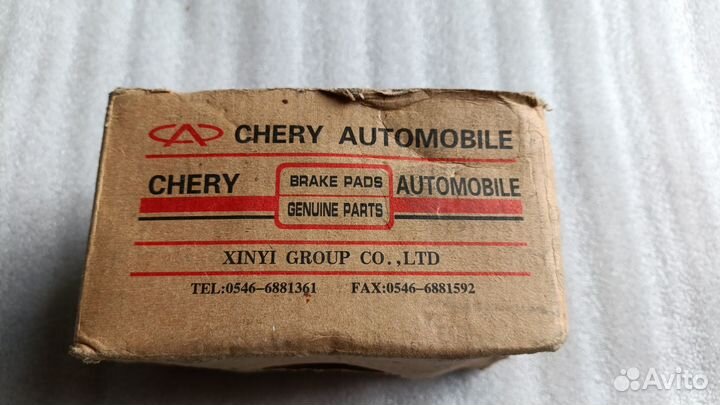 CHERY AUTOMOBILE
CHERY BRAKE PADS AUTOMOBILE
GENUINE PARTS
XINYI GROUP CO.,LTD
TEL:0546-6881361 FAX:0546-6881592
Avito